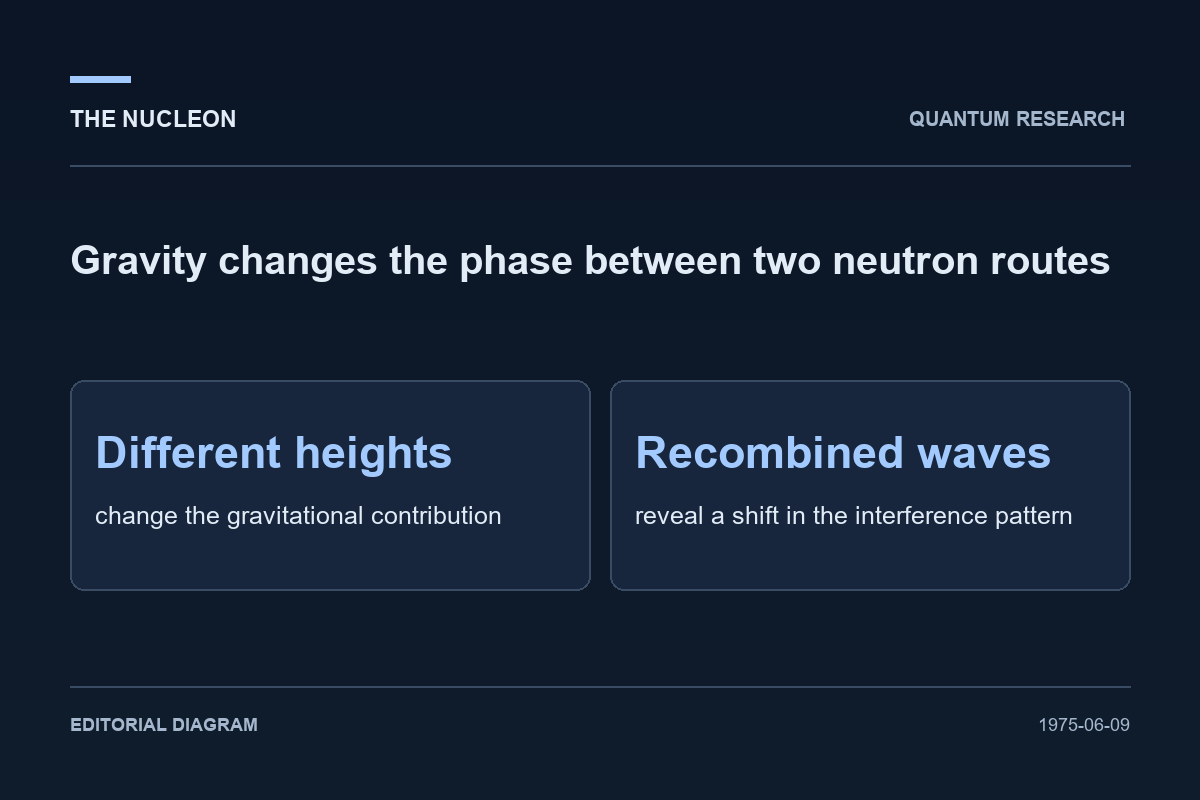 THE NUCLEON
QUANTUM RESEARCH
Gravity changes the phase between two neutron routes
Different heights
change the gravitational contribution
Recombined waves
reveal a shift in the interference pattern
EDITORIAL DIAGRAM
1975-06-09